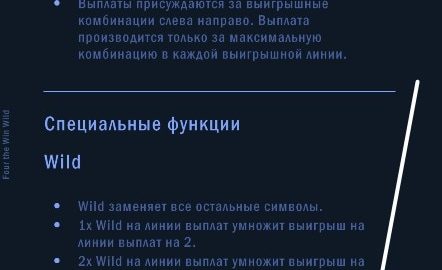 Выплаты присуждаются за выигрышные
комбинации слева направо. Выплата
производится только за максимальную
комбинацию в каждой выигрышной линии.
Специальные функции
Wild
Wild заменяет все остальные символы.
1x Wild на линии выплат умножит выигрыш на
линии выплат на 2.
2x Wild на линии выплат умножит выигрыш на
Four the Win Wild